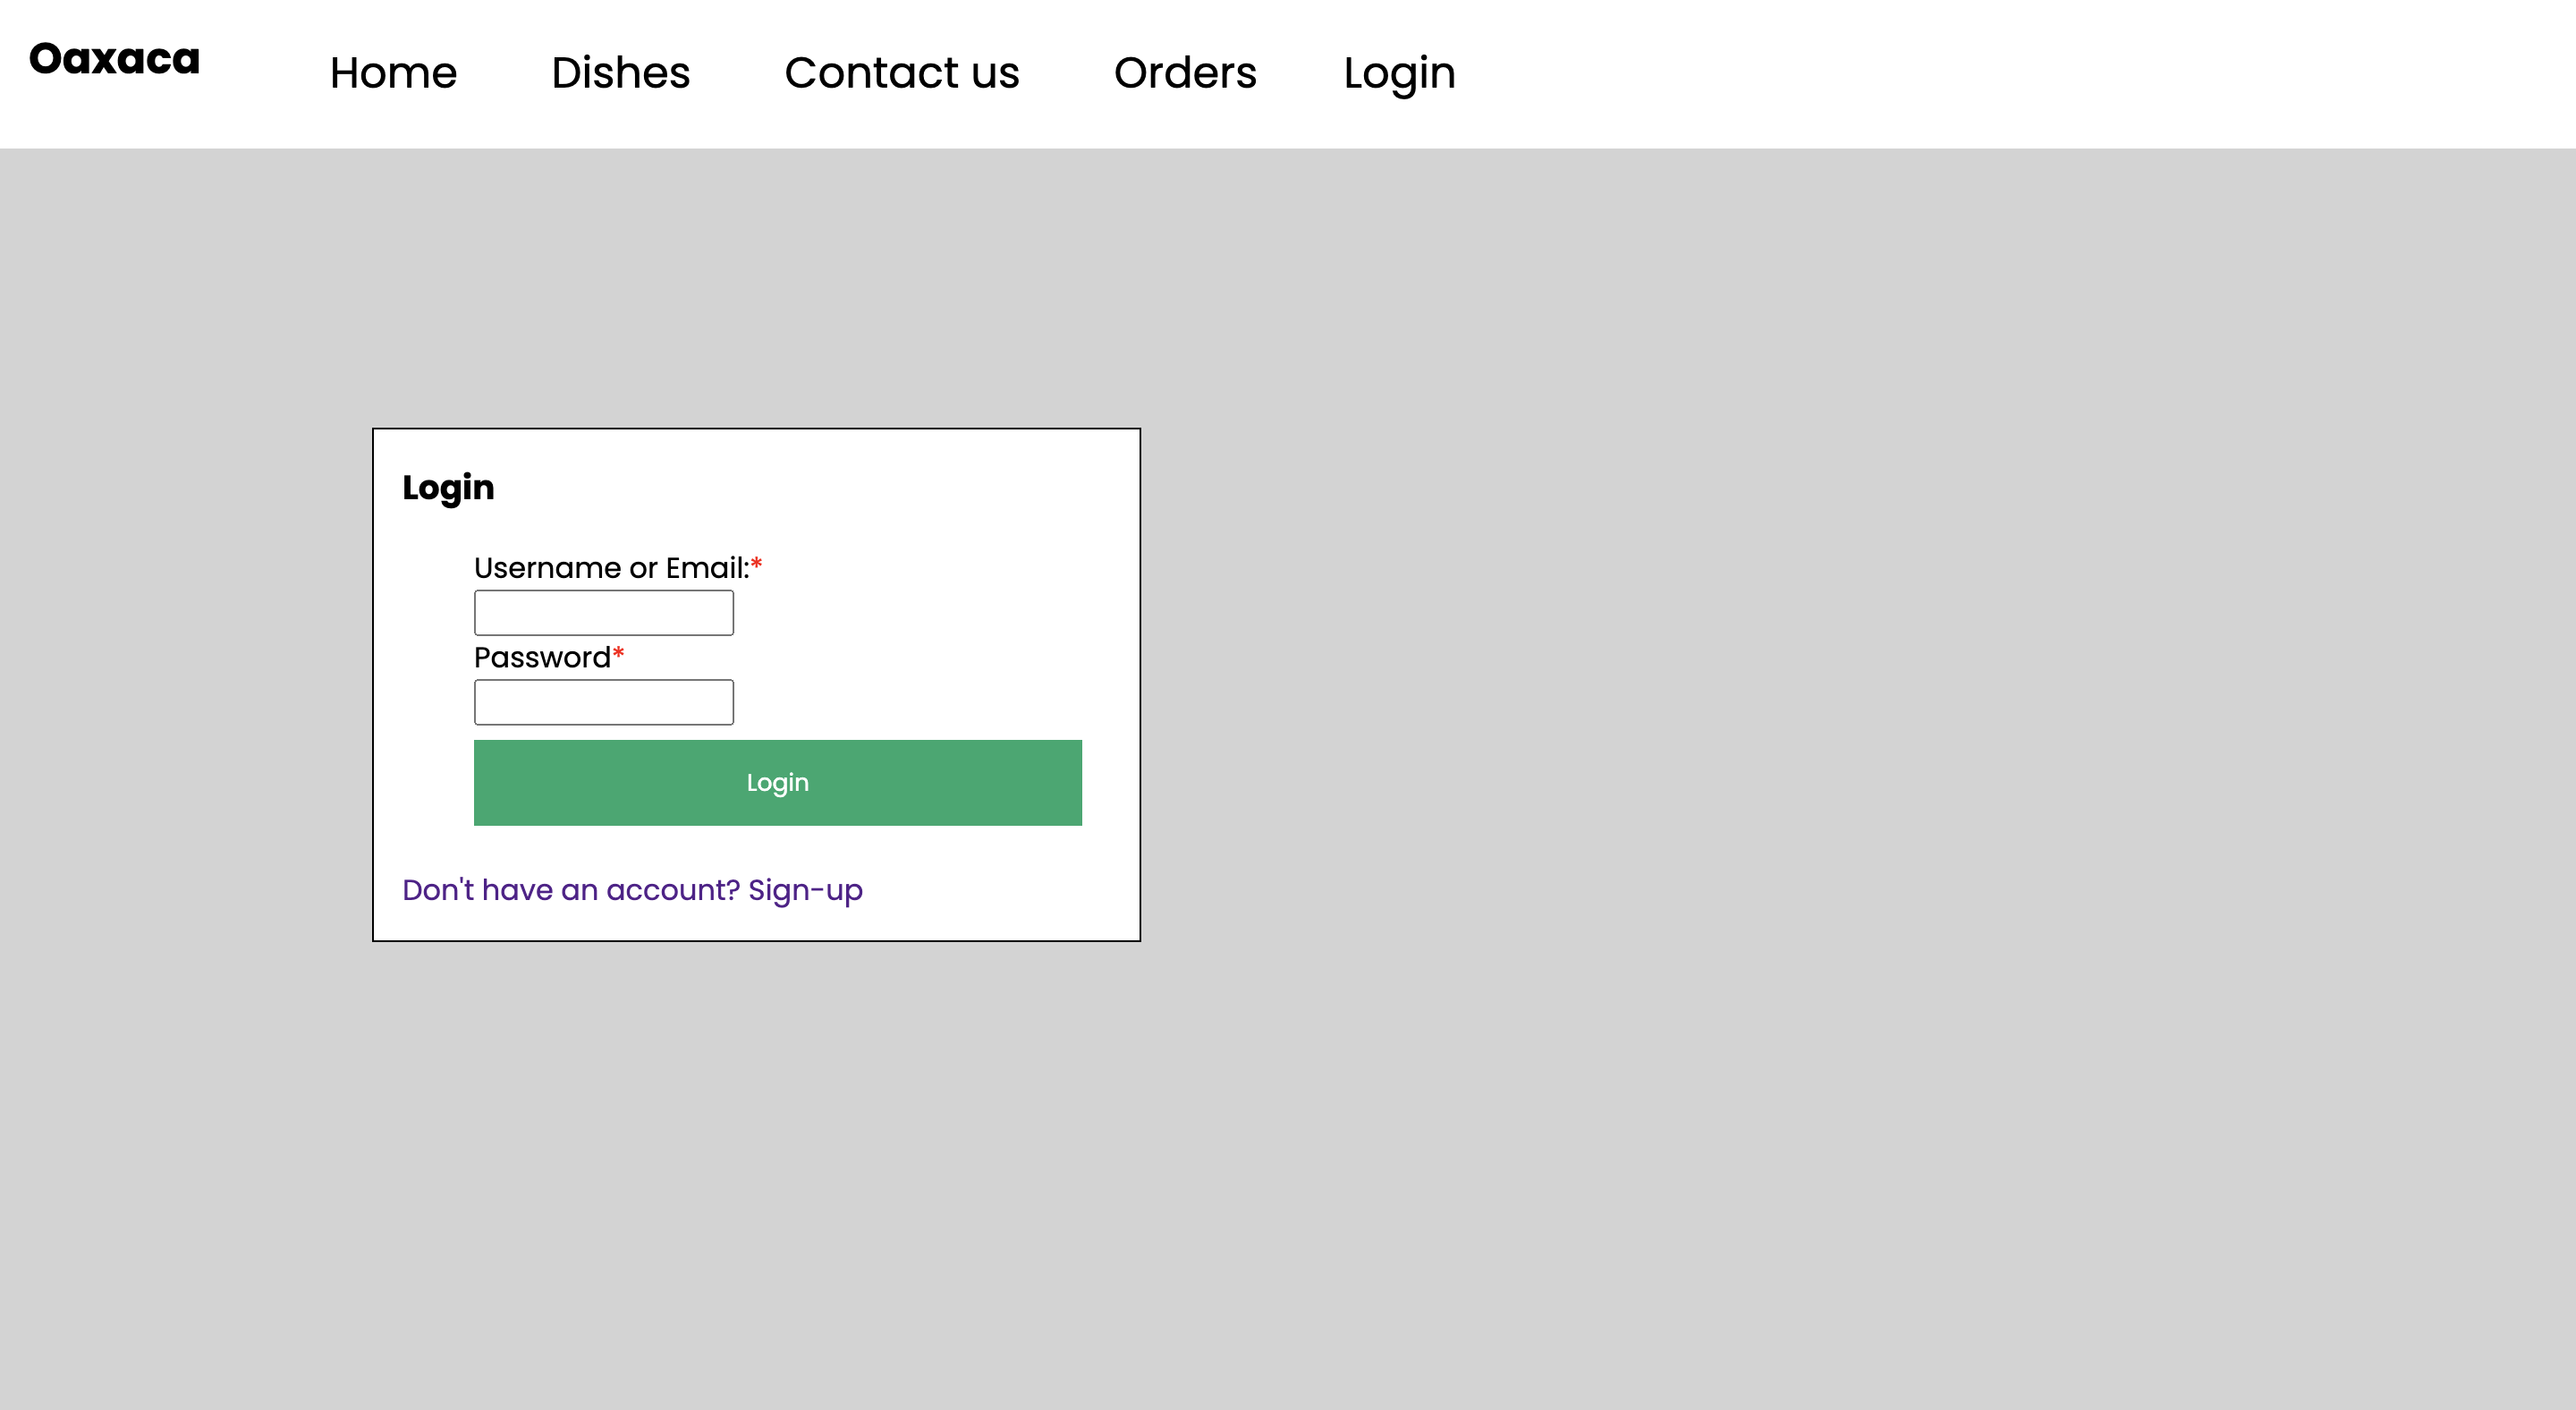 Oaxaca
Home Dishes Contact us Orders Login
Login
Username or Email:*
Password*
Login
Don't have an account? Sign-up